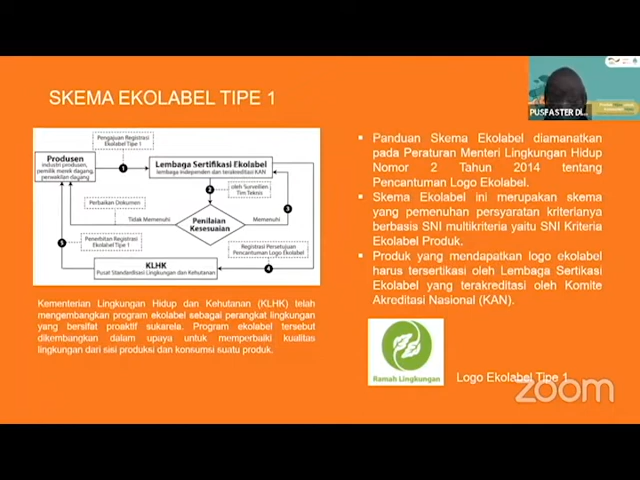 SKEMA EKOLABEL TIPE 1
PUSFASTER DI...
Pengajuan Registrasi
Ekolabel Tipe 1
Produsen
industri produsen,
pemilik merek dagang,
perwakilan dagang
1
Lembaga Sertifikasi Ekolabel
lembaga independen dan terakreditasi KAN
2
oleh Surveilen
Tim Teknis
Perbaikan Dokumen
Tidak Memenuhi
Penilaian
Kesesuaian
Memenuhi
3
Penerbitan Registrasi
Ekolabel Tipe 1
5
Registrasi Persetujuan
Pencantuman Logo Ekolabel
KLHK
Pusat Standardisasi Lingkungan dan Kehutanan
4
Kementerian Lingkungan Hidup dan Kehutanan (KLHK) telah
mengembangkan program ekolabel sebagai perangkat lingkungan
yang bersifat proaktif sukarela. Program ekolabel tersebut
dikembangkan dalam upaya untuk memperbaiki kualitas
lingkungan dari sisi produksi dan konsumsi suatu produk.
▪ Panduan Skema Ekolabel diamanatkan
pada Peraturan Menteri Lingkungan Hidup
Nomor 2 Tahun 2014 tentang
Pencantuman Logo Ekolabel.
▪ Skema Ekolabel ini merupakan skema
yang pemenuhan persyaratan kriterianya
berbasis SNI multikriteria yaitu SNI Kriteria
Ekolabel Produk.
▪ Produk yang mendapatkan logo ekolabel
harus tersertifikasi oleh Lembaga Sertikasi
Ekolabel yang terakreditasi oleh Komite
Akreditasi Nasional (KAN).
Ramah Lingkungan
Logo Ekolabel Tipe 1
zoom